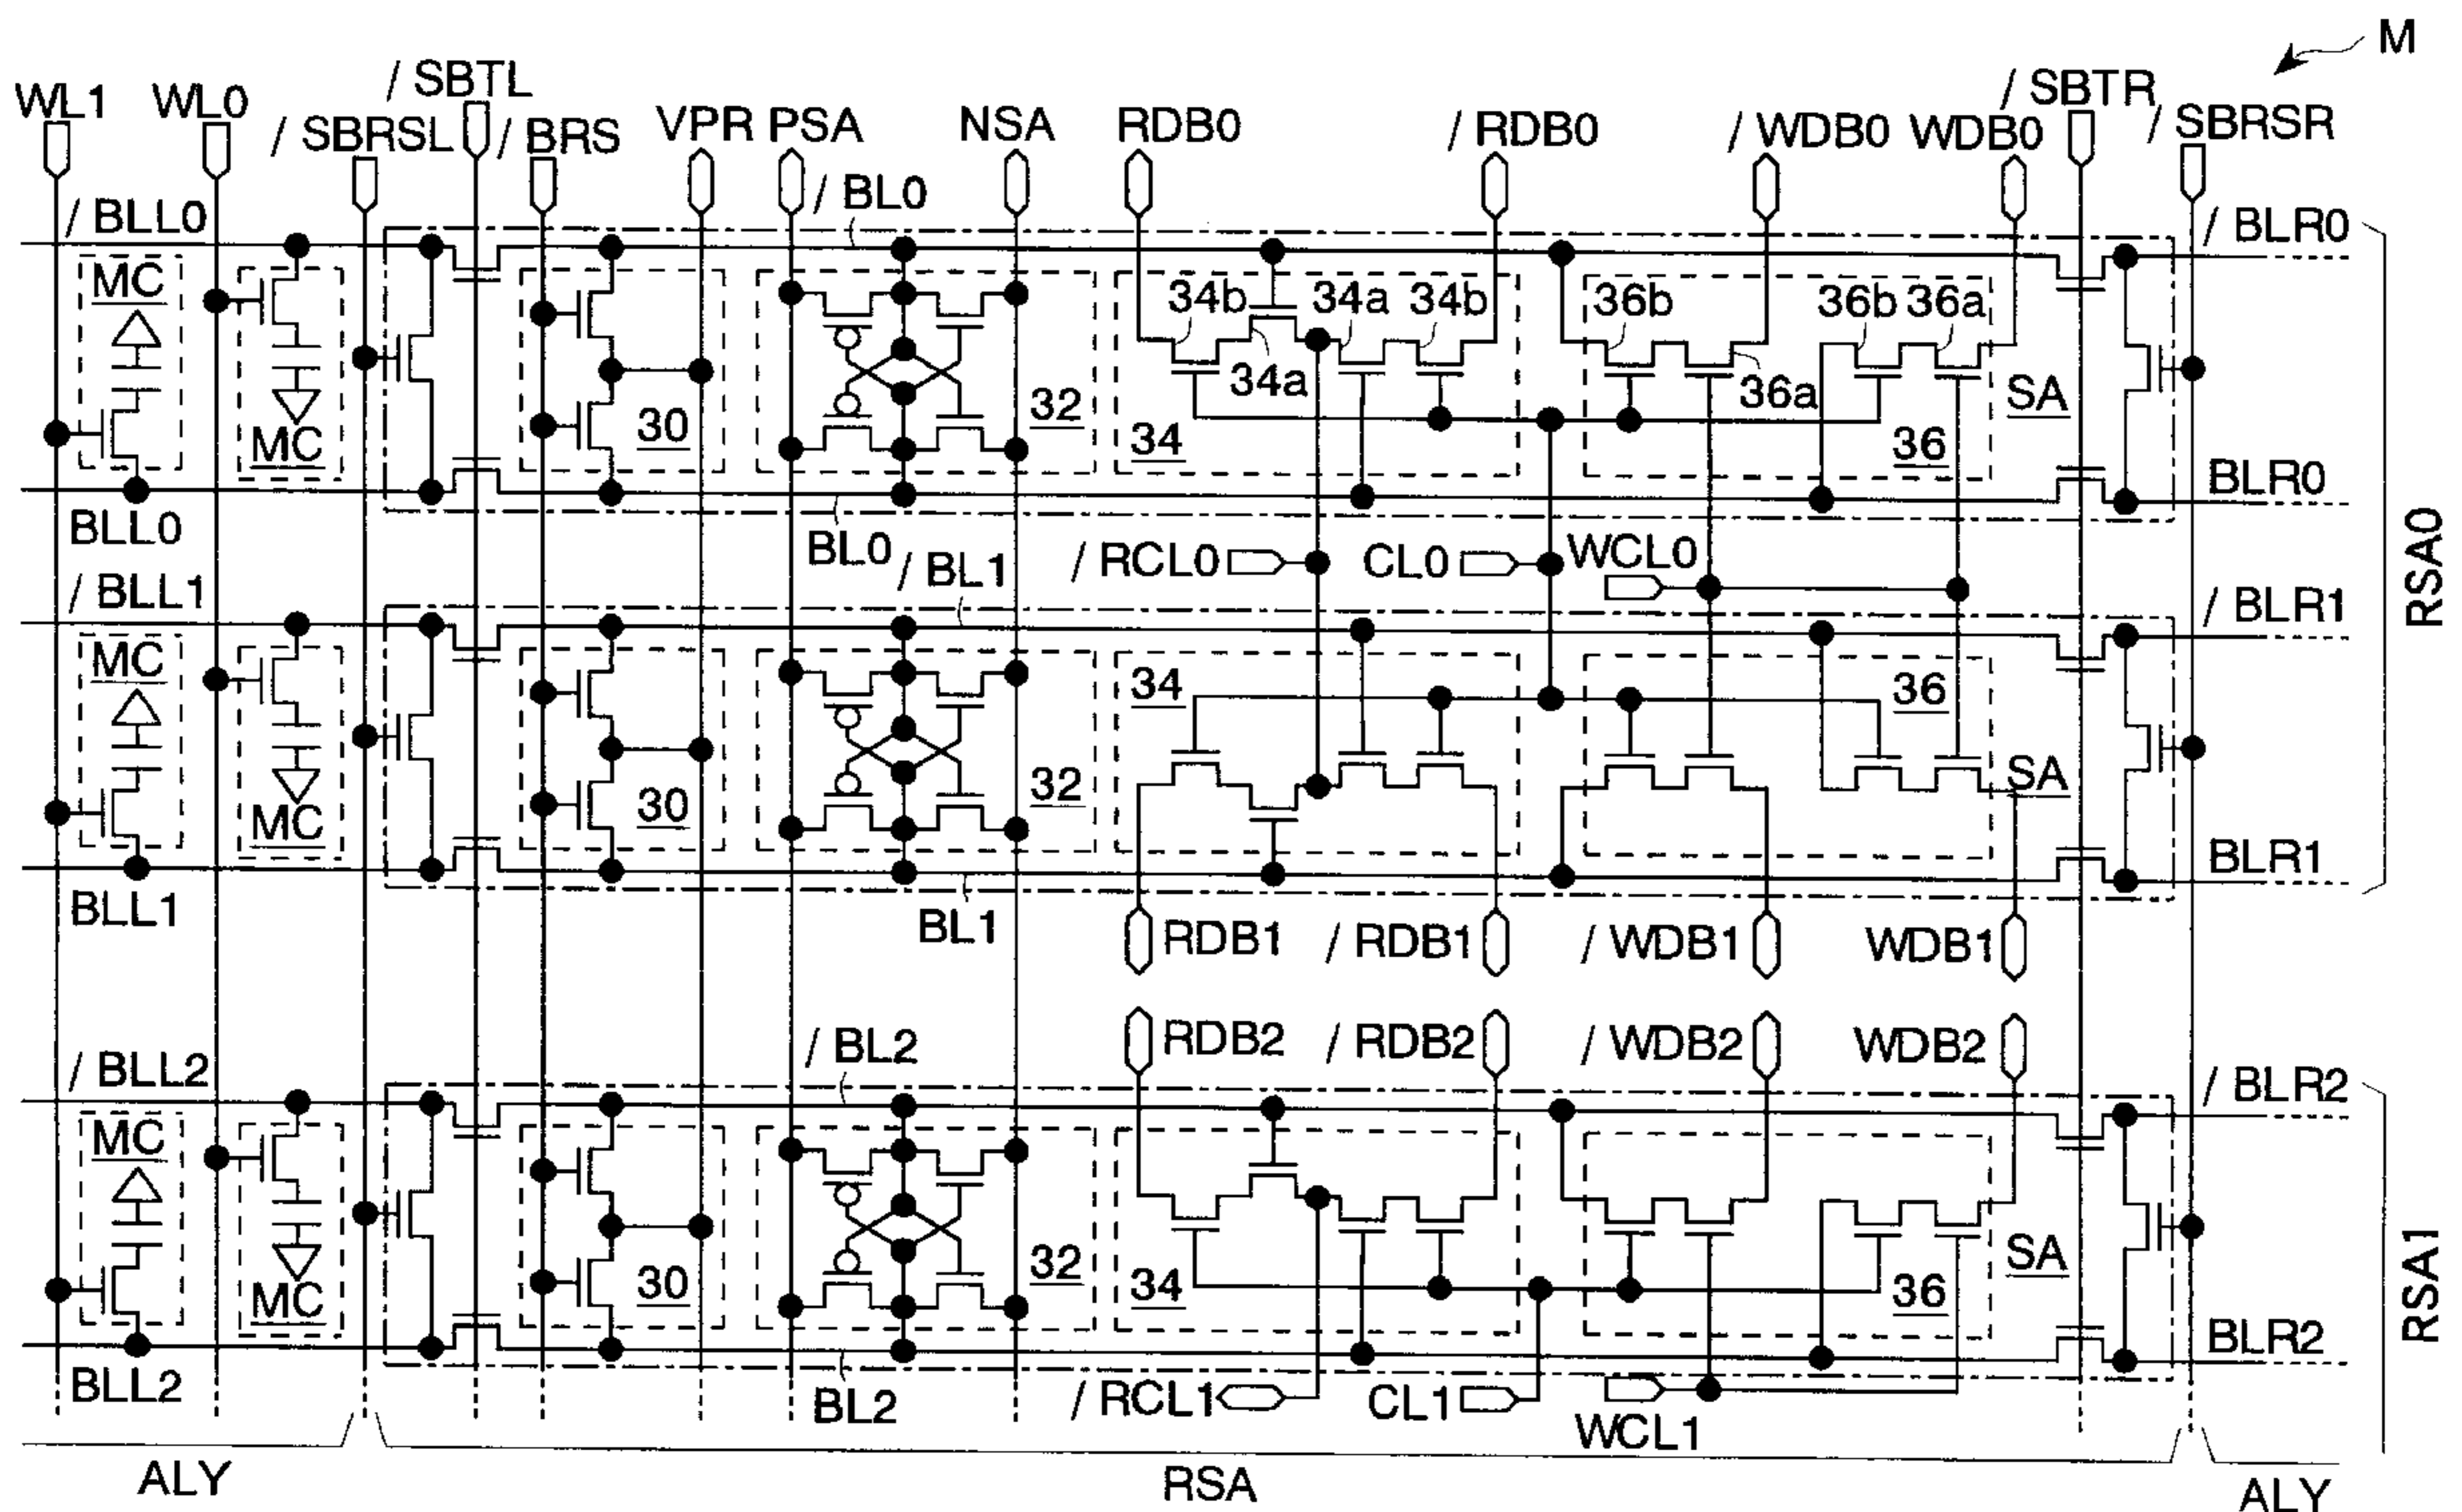 M
/ SBTL
/ SBTR
WL1
WL0
/ SBRSL
/ BRS
VPR
PSA
NSA
RDB0
/ RDB0
/ WDB0
WDB0
/ SBRSR
/ BLL0
/ BL0
/ BLR0
MC
34b
34a
34b
36b
36b
36a
34a
36a
SA
MC
30
32
34
36
BLL0
BL0
BLR0
RSA0
/ RCL0
CL0
WCL0
/ BLL1
/ BL1
/ BLR1
MC
34
36
MC
30
32
SA
BLL1
BL1
BLR1
RDB1
/ RDB1
/ WDB1
WDB1
RDB2
/ RDB2
/ WDB2
WDB2
/ BLL2
/ BL2
/ BLR2
MC
SA
MC
30
32
34
36
BLL2
BL2
BLR2
RSA1
/ RCL1
CL1
WCL1
ALY
RSA
ALY